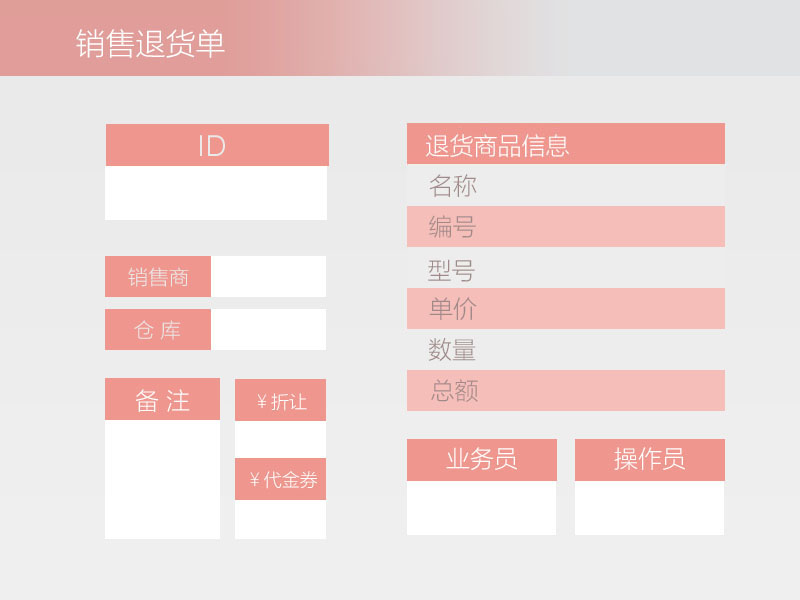 销售退货单
ID
销售商
仓 库
备 注
¥ 折让
¥ 代金券
退货商品信息
名称
编号
型号
单价
数量
总额
业务员
操作员